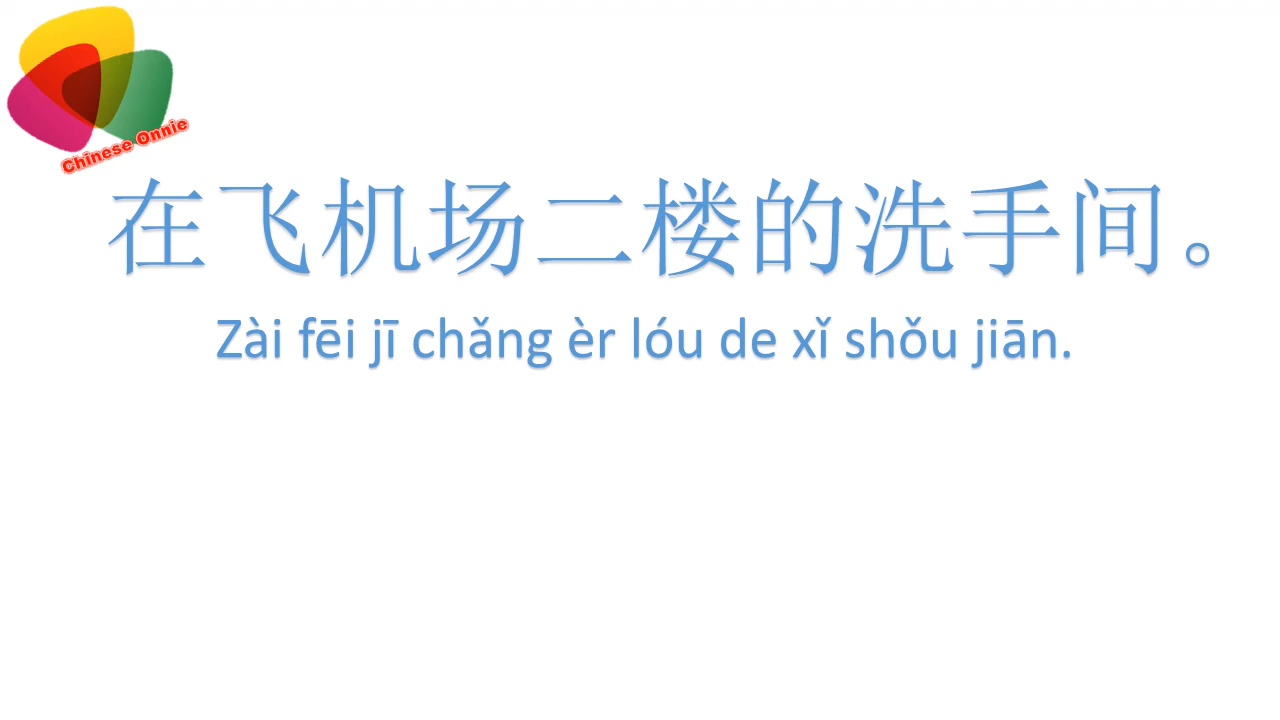 Chinese Onnie
在飞机场二楼的洗手间。
Zài fēi jī chǎng èr lóu de xǐ shǒu jiān.